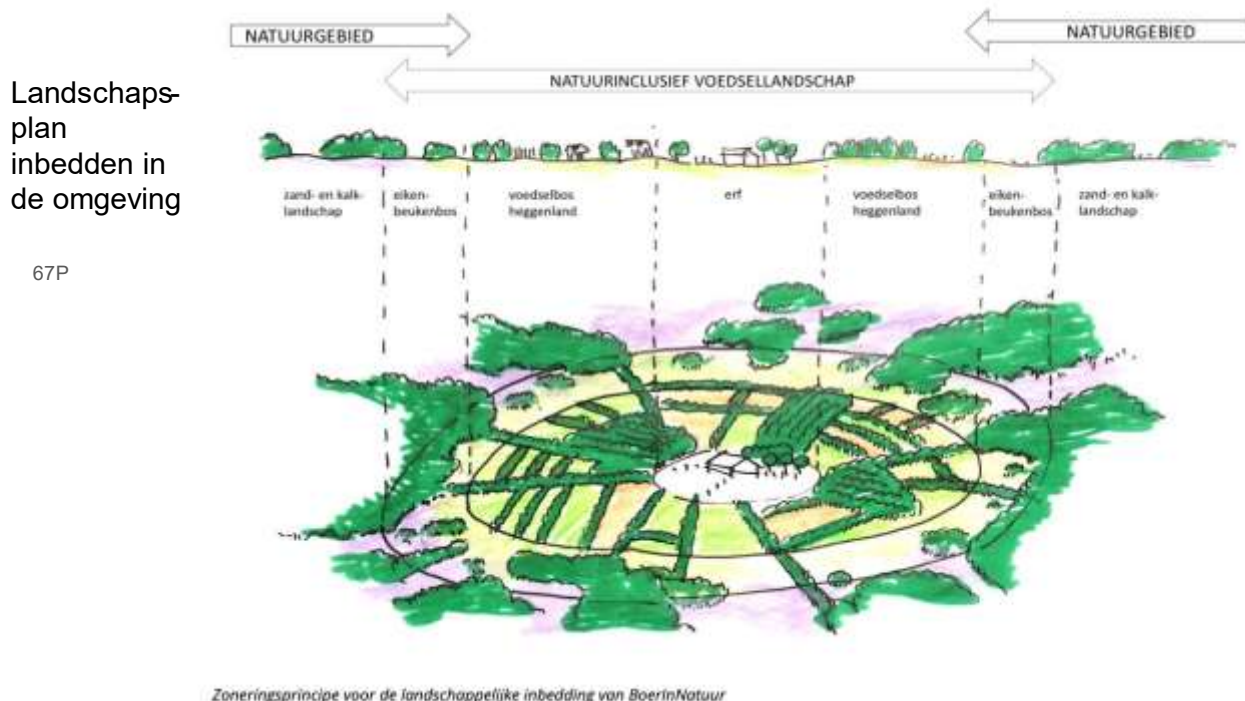 NATUURGEBIED
NATUURGEBIED
NATUURINCLUSIEF VOEDSELLANDSCHAP
Landschaps-
plan
inbedden in
de omgeving
67P
zand- en kalk-
landschap
eiken-
beukenbos
voedselbos
heggenland
erf
voedselbos
heggenland
eiken-
beukenbos
zand- en kalk-
landschap
Zoneringsprincipe voor de landschappelijke inbedding van BoerInNatuur